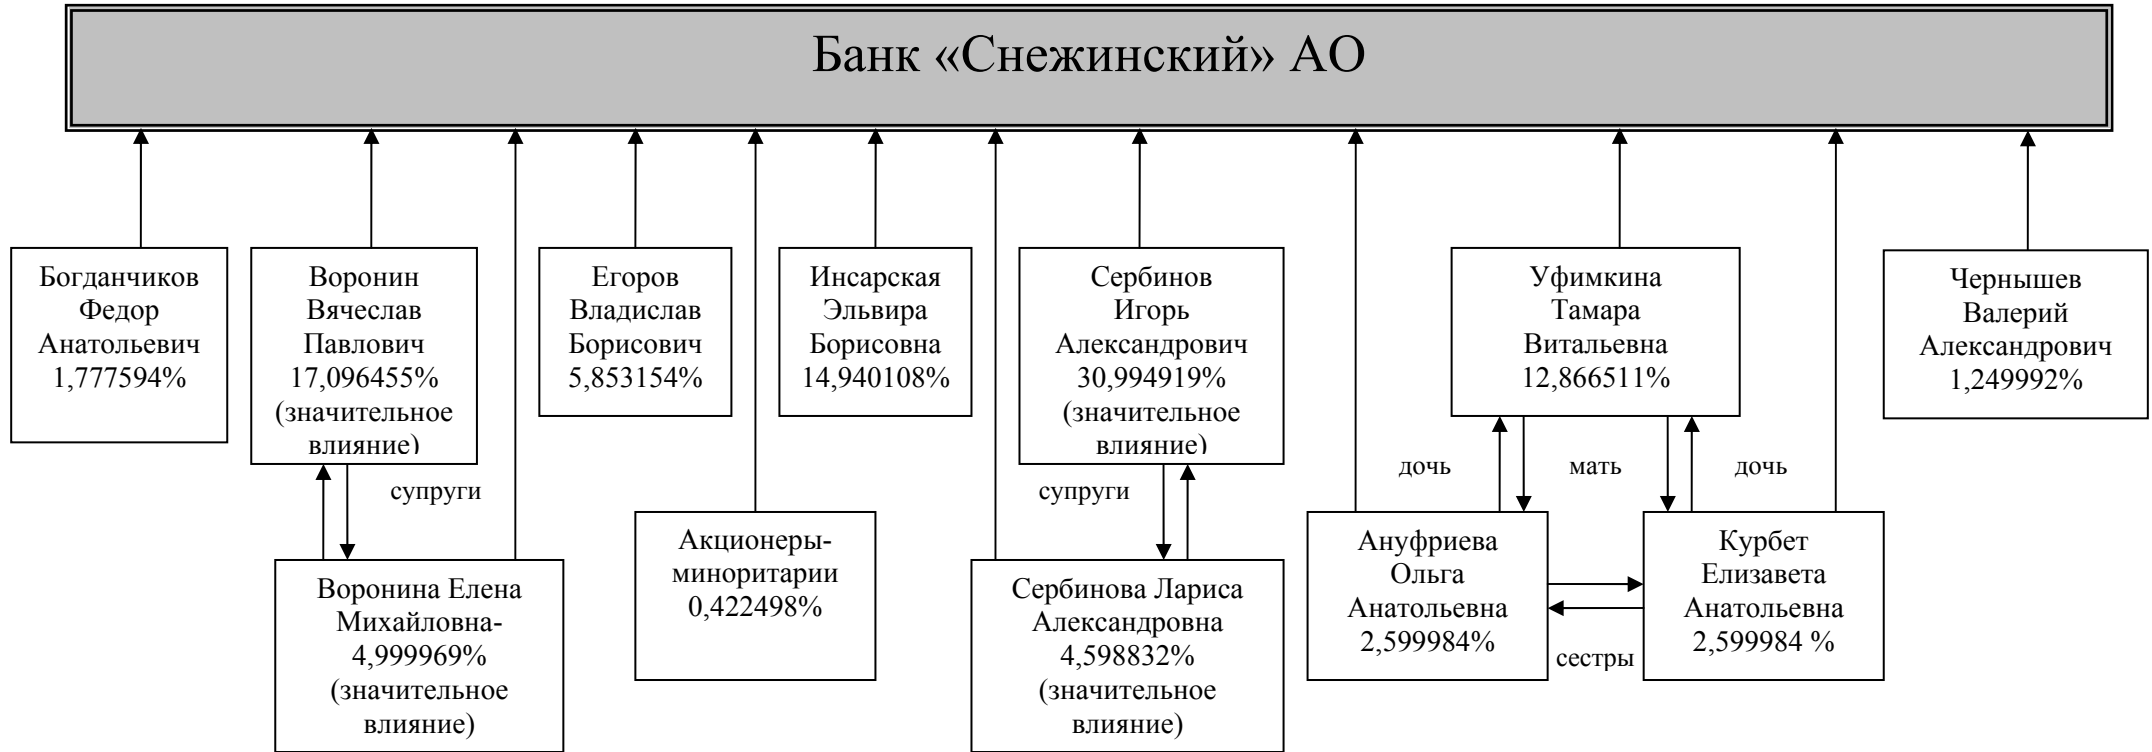 Банк «Снежинский» АО
Богданчиков
Федор
Анатольевич
1,777594%
Воронин
Вячеслав
Павлович
17,096455%
(значительное
влияние)
Егоров
Владислав
Борисович
5,853154%
Инсарская
Эльвира
Борисовна
14,940108%
Сербинов
Игорь
Александрович
30,994919%
(значительное
влияние)
Уфимкина
Тамара
Витальевна
12,866511%
Чернышев
Валерий
Александрович
1,249992%
супруги
супруги
дочь
мать
дочь
Воронина Елена
Михайловна-
4,999969%
(значительное
влияние)
Акционеры-
миноритарии
0,422498%
Сербинова Лариса
Александровна
4,598832%
(значительное
влияние)
Ануфриева
Ольга
Анатольевна
2,599984%
сестры
Курбет
Елизавета
Анатольевна
2,599984 %